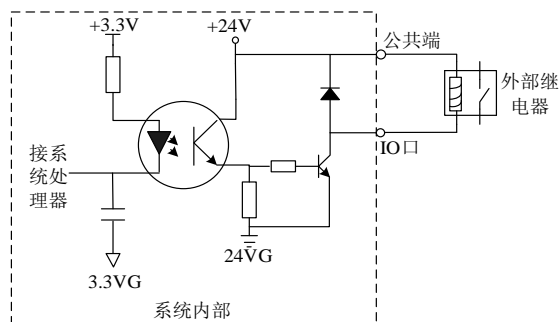 +3.3V
+24V
公共端
外部继
电器
接系
统处
理器
IO口
24VG
3.3VG
系统内部